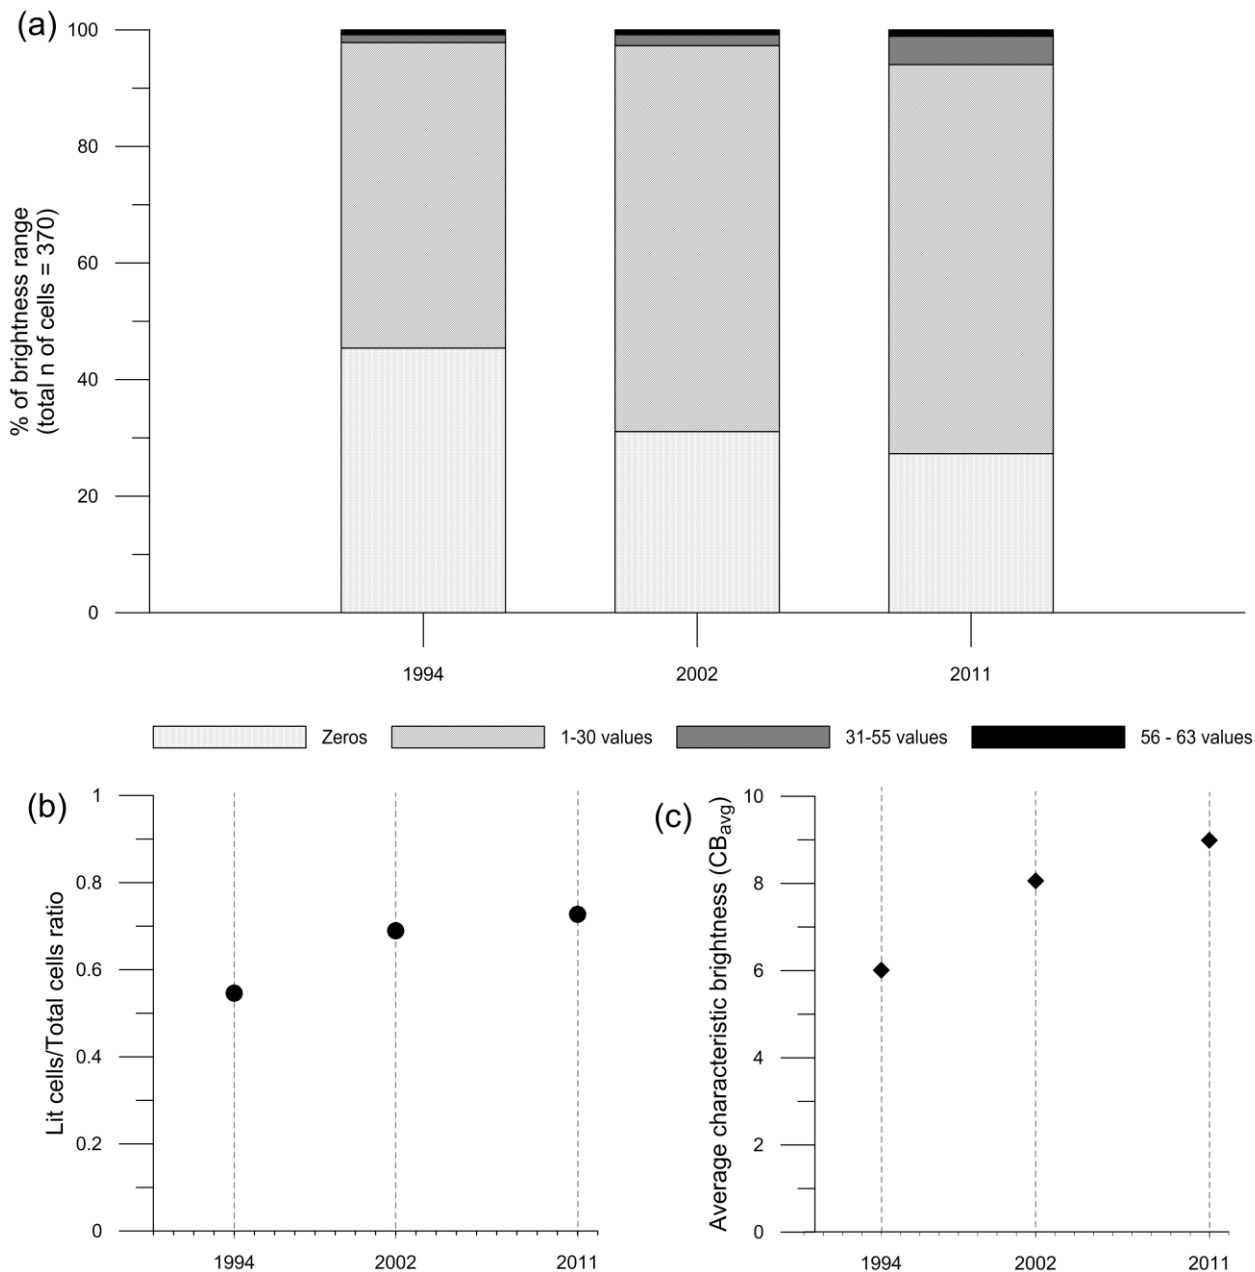 (a)
100
80
60
40
20
0
% of brightness range
(total n of cells = 370)
1994
2002
2011
Zeros
1-30 values
31-55 values
56 - 63 values
(b)
1
0.8
0.6
0.4
0.2
0
Lit cells/Total cells ratio
1994
2002
2011
(c)
10
8
6
4
2
0
Average characteristic brightness (CBavg)
1994
2002
2011